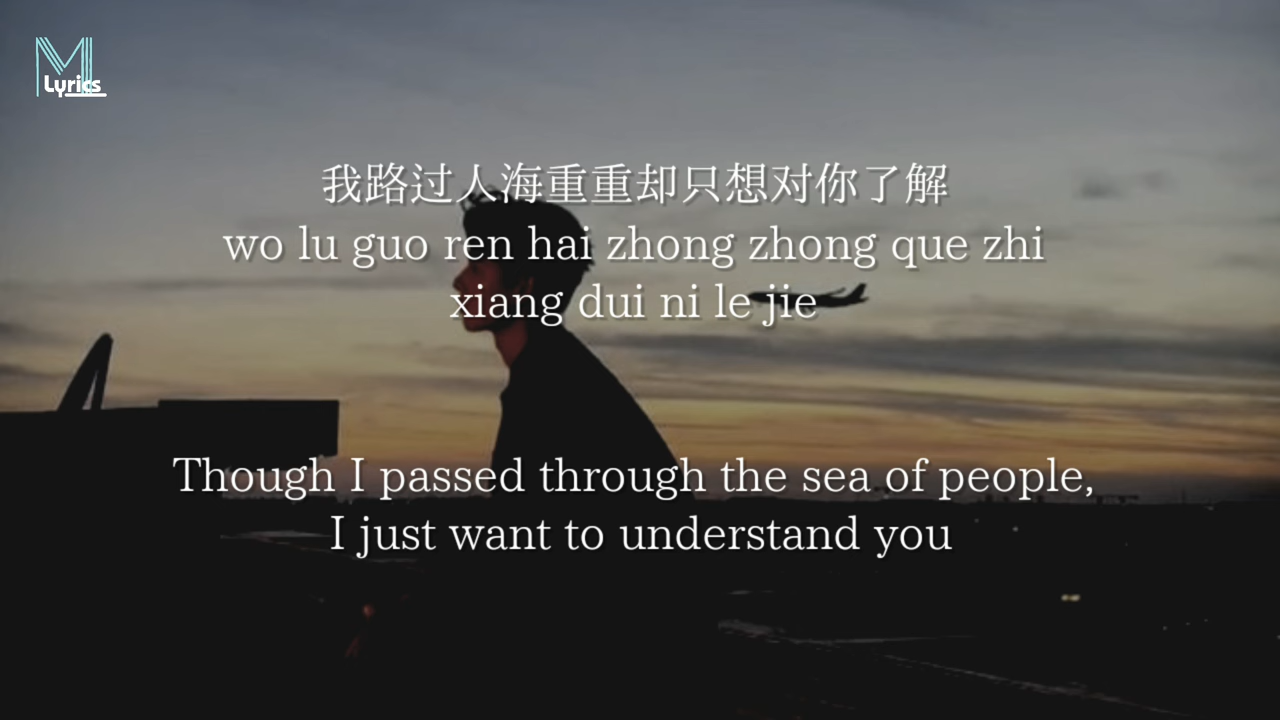 M
Lyrics
我路过人海重重却只想对你了解
wo lu guo ren hai zhong zhong que zhi
xiang dui ni le jie
Though I passed through the sea of people,
I just want to understand you